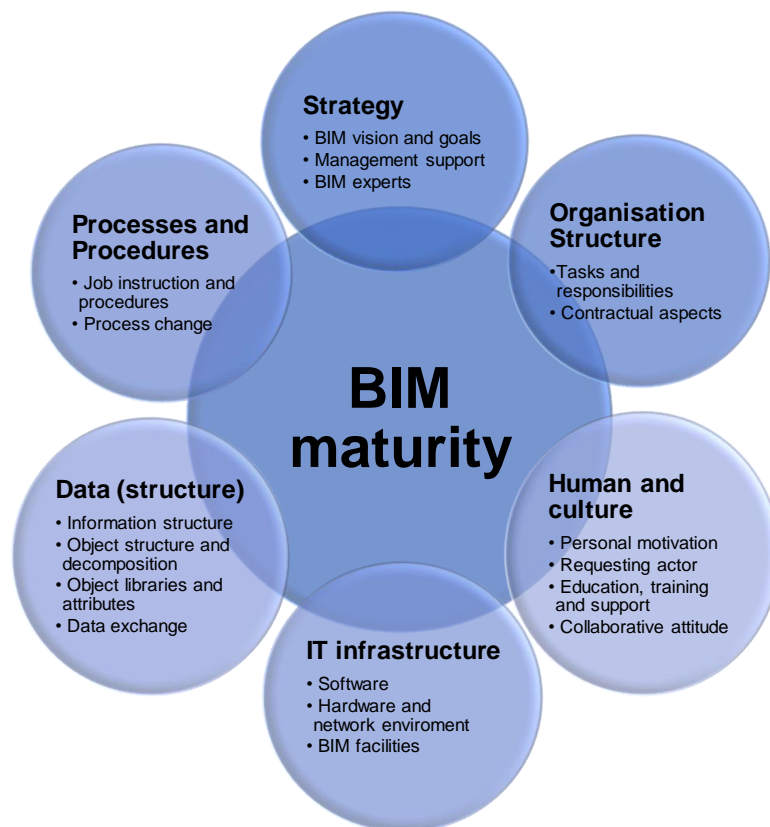 Strategy
• BIM vision and goals
• Management support
• BIM experts
Organisation
Structure
•Tasks and
responsibilities
• Contractual aspects
Human and
culture
• Personal motivation
• Requesting actor
• Education, training
and support
• Collaborative attitude
IT infrastructure
• Software
• Hardware and
network enviroment
• BIM facilities
Data (structure)
• Information structure
• Object structure and
decomposition
• Object libraries and
attributes
• Data exchange
Processes and
Procedures
• Job instruction and
procedures
• Process change
BIM
maturity